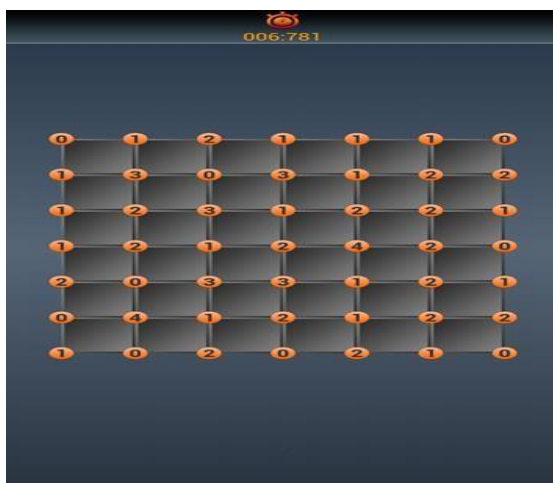 006:781
0 1 2 1 1 1 0
1 3 0 3 1 2 2
1 2 3 1 2 2 1
1 2 1 2 4 2 0
2 0 3 3 1 2 1
0 4 1 2 1 2 2
1 0 2 0 2 1 0